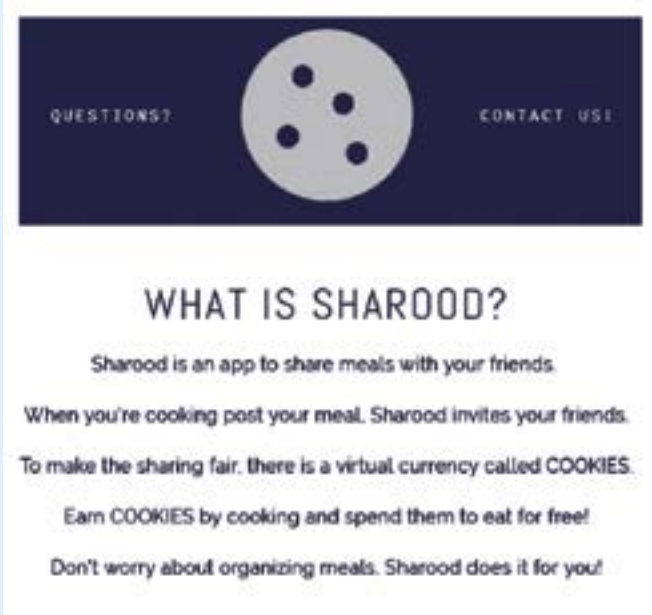 QUESTIONS?
CONTACT US!
WHAT IS SHAROOD?
Sharood is an app to share meals with your friends.
When you're cooking post your meal. Sharood invites your friends.
To make the sharing fair, there is a virtual currency called COOKIES.
Earn COOKIES by cooking and spend them to eat for free!
Don't worry about organizing meals. Sharood does it for you!